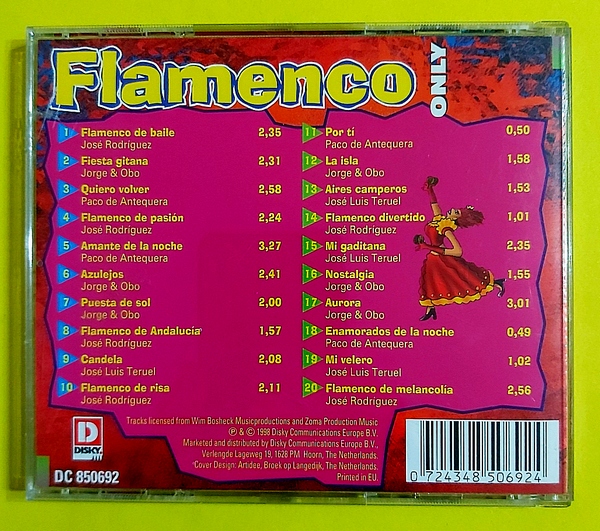 Flamenco
ONLY
1 Flamenco de baile 2,35
José Rodríguez
2 Fiesta gitana 2,31
Jorge & Obo
3 Quiero volver 2,58
Paco de Antequera
4 Flamenco de pasión 2,24
José Rodríguez
5 Amante de la noche 3,27
Paco de Antequera
6 Azulejos 2,41
Jorge & Obo
7 Puesta de sol 2,00
Jorge & Obo
8 Flamenco de Andalucía 1,57
José Rodríguez
9 Candela 2,08
José Luis Teruel
10 Flamenco de risa 2,11
José Rodríguez
11 Por tí 0,50
Paco de Antequera
12 La isla 1,58
Jorge & Obo
13 Aires camperos 1,53
José Luis Teruel
14 Flamenco divertido 1,01
José Rodríguez
15 Mi gaditana 2,35
José Luis Teruel
16 Nostalgia 1,55
Jorge & Obo
17 Aurora 3,01
Jorge & Obo
18 Enamorados de la noche 0,49
Paco de Antequera
19 Mi velero 1,02
José Luis Teruel
20 Flamenco de melancolía 2,56
José Rodríguez
Tracks licensed from Wim Bosheck Musicproductions and Zoma Production Music
℗ & © 1998 Disky Communications Europe B.V.
Marketed and distributed by Disky Communications Europe B.V.,
Verlengde Lageweg 19, 1628 PM Hoorn, The Netherlands.
Cover Design: Artidee, Broek op Langedijk, The Netherlands.
Printed in EU.
D
DISKY
DC 850692
0 724348 506924